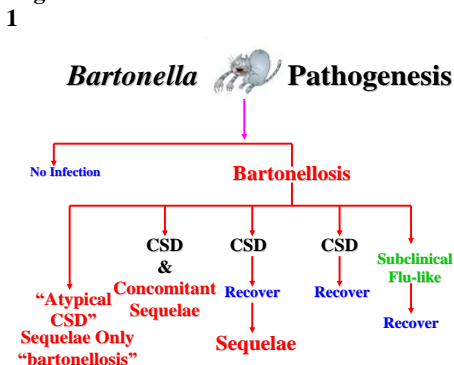 1
Bartonella Pathogenesis
No Infection
Bartonellosis
"Atypical
CSD"
Sequelae Only
"bartonellosis"
CSD
&
Concomitant
Sequelae
CSD
Recover
Sequelae
CSD
Recover
Subclinical
Flu-like
Recover